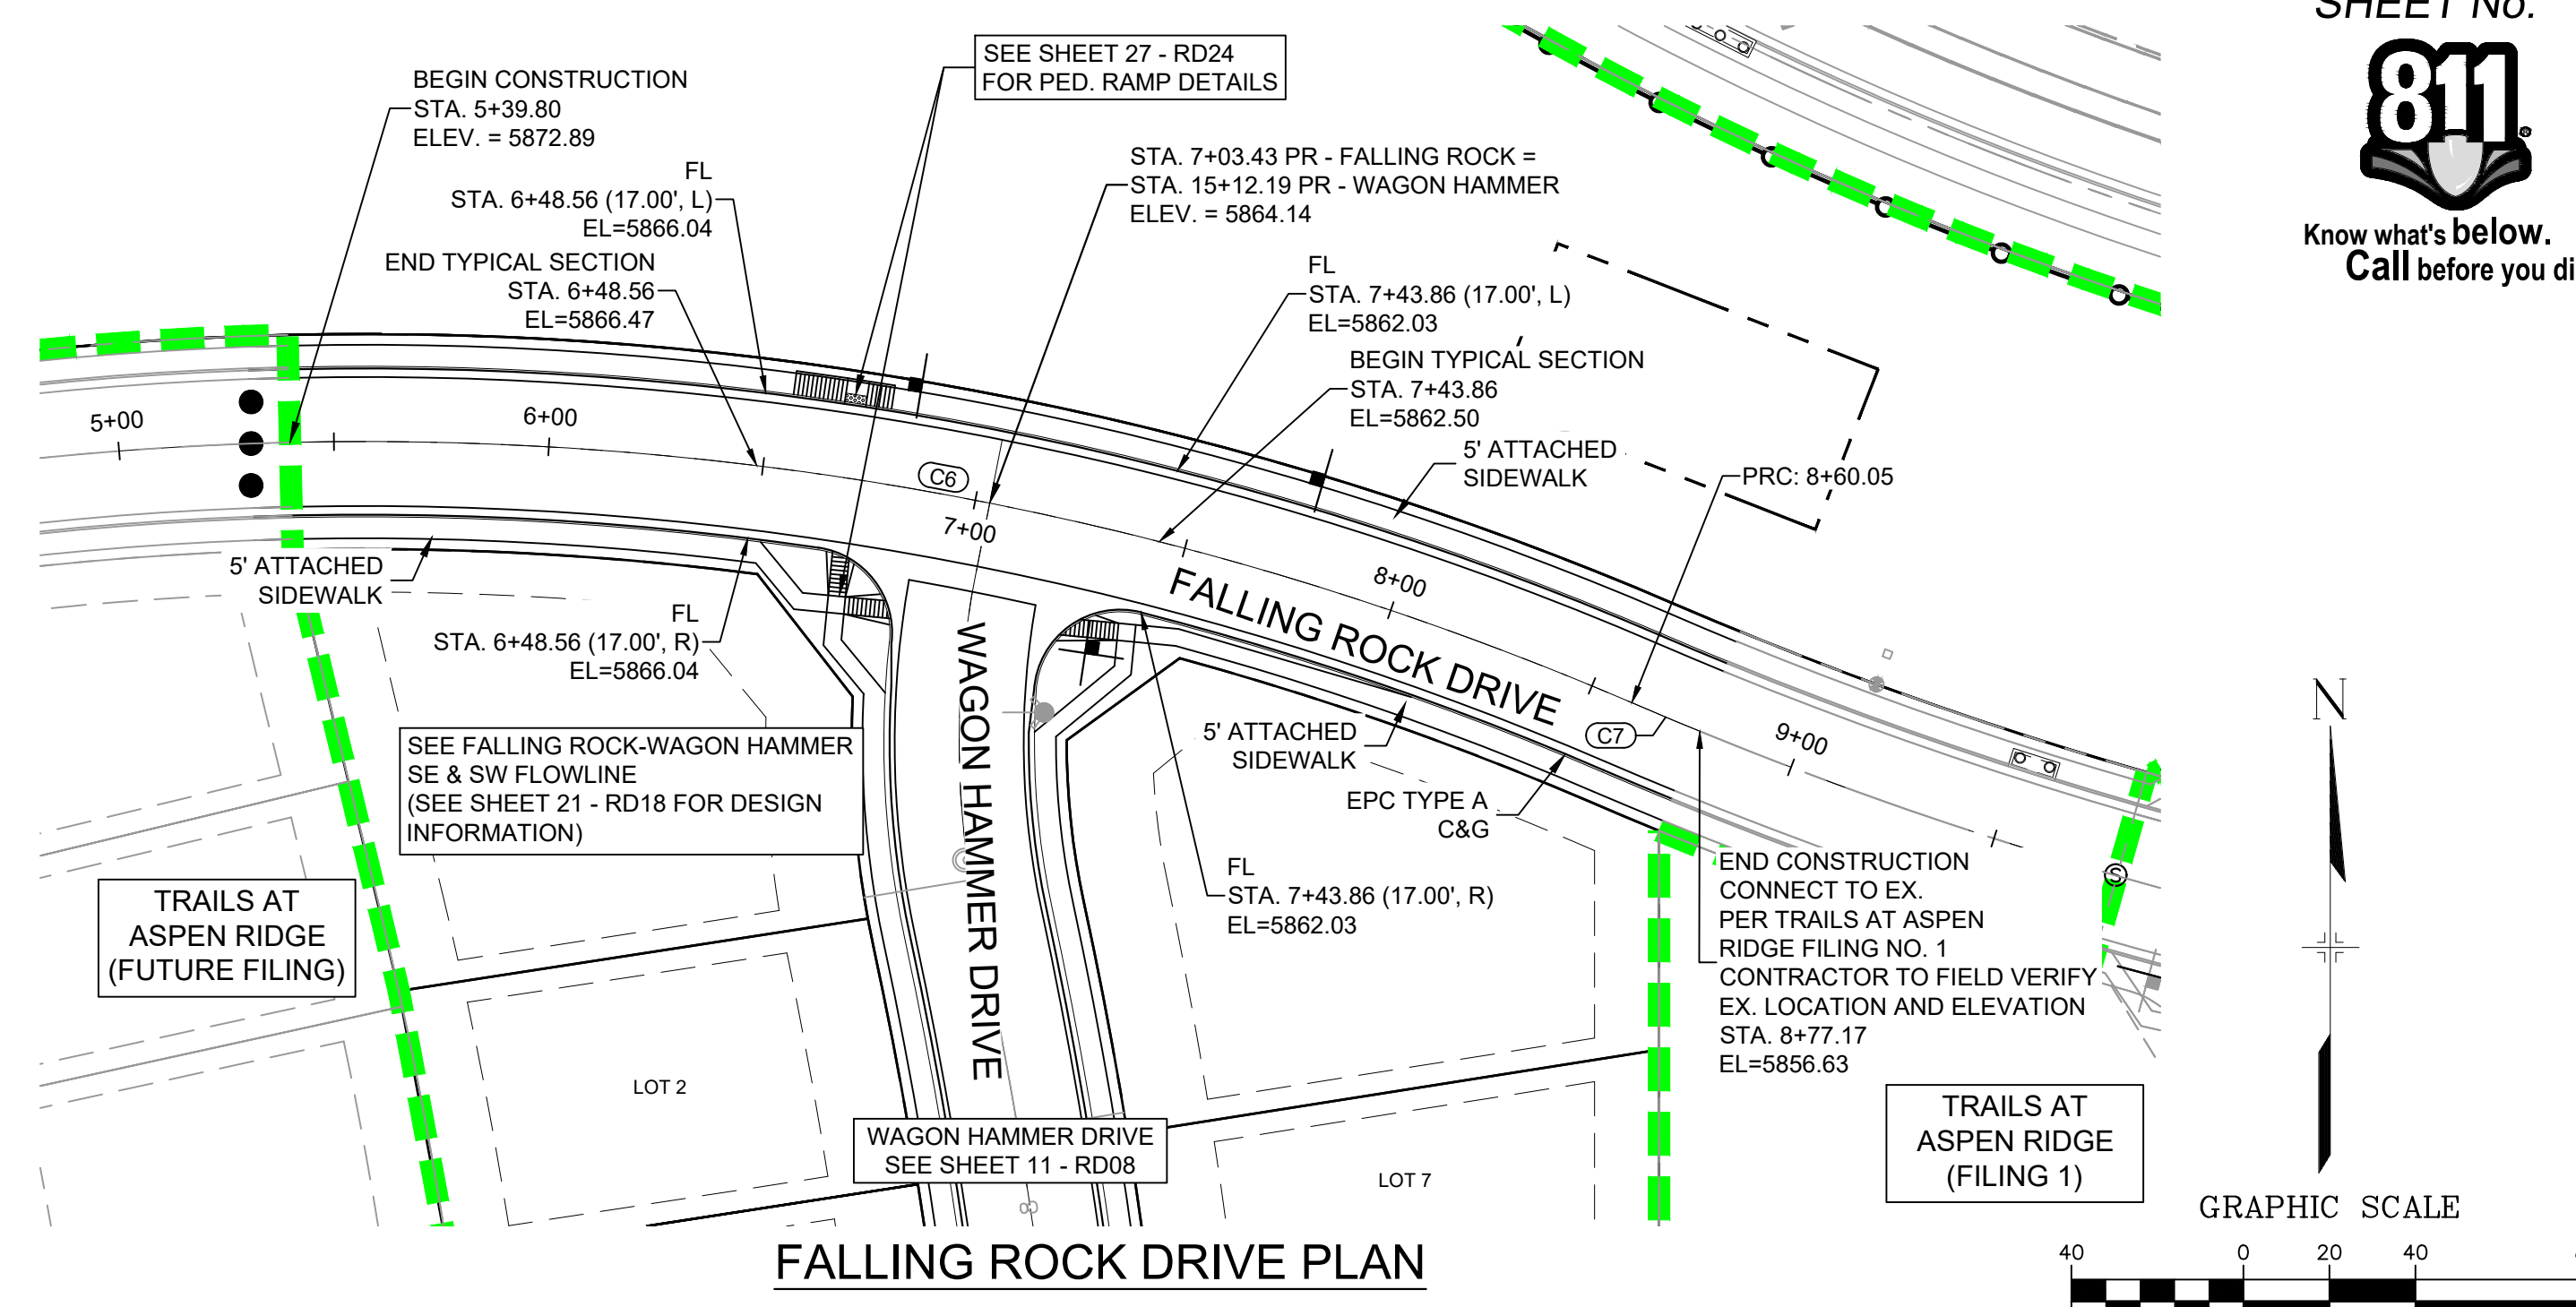 SHEET No.
811
Know what's below.
Call before you di
BEGIN CONSTRUCTION
STA. 5+39.80
ELEV. = 5872.89
SEE SHEET 27 - RD24
FOR PED. RAMP DETAILS
FL
STA. 6+48.56 (17.00', L)
EL=5866.04
END TYPICAL SECTION
STA. 6+48.56
EL=5866.47
STA. 7+03.43 PR - FALLING ROCK =
STA. 15+12.19 PR - WAGON HAMMER
ELEV. = 5864.14
FL
STA. 7+43.86 (17.00', L)
EL=5862.03
BEGIN TYPICAL SECTION
STA. 7+43.86
EL=5862.50
5' ATTACHED
SIDEWALK
PRC: 8+60.05
5+00
6+00
C6
7+00
8+00
FALLING ROCK DRIVE
C7
9+00
5' ATTACHED
SIDEWALK
FL
STA. 6+48.56 (17.00', R)
EL=5866.04
WAGON HAMMER DRIVE
SEE FALLING ROCK-WAGON HAMMER
SE & SW FLOWLINE
(SEE SHEET 21 - RD18 FOR DESIGN
INFORMATION)
5' ATTACHED
SIDEWALK
EPC TYPE A
C&G
FL
STA. 7+43.86 (17.00', R)
EL=5862.03
END CONSTRUCTION
CONNECT TO EX.
PER TRAILS AT ASPEN
RIDGE FILING NO. 1
CONTRACTOR TO FIELD VERIFY
EX. LOCATION AND ELEVATION
STA. 8+77.17
EL=5856.63
S
N
TRAILS AT
ASPEN RIDGE
(FUTURE FILING)
LOT 2
WAGON HAMMER DRIVE
SEE SHEET 11 - RD08
LOT 7
TRAILS AT
ASPEN RIDGE
(FILING 1)
FALLING ROCK DRIVE PLAN
GRAPHIC SCALE
40 0 20 40